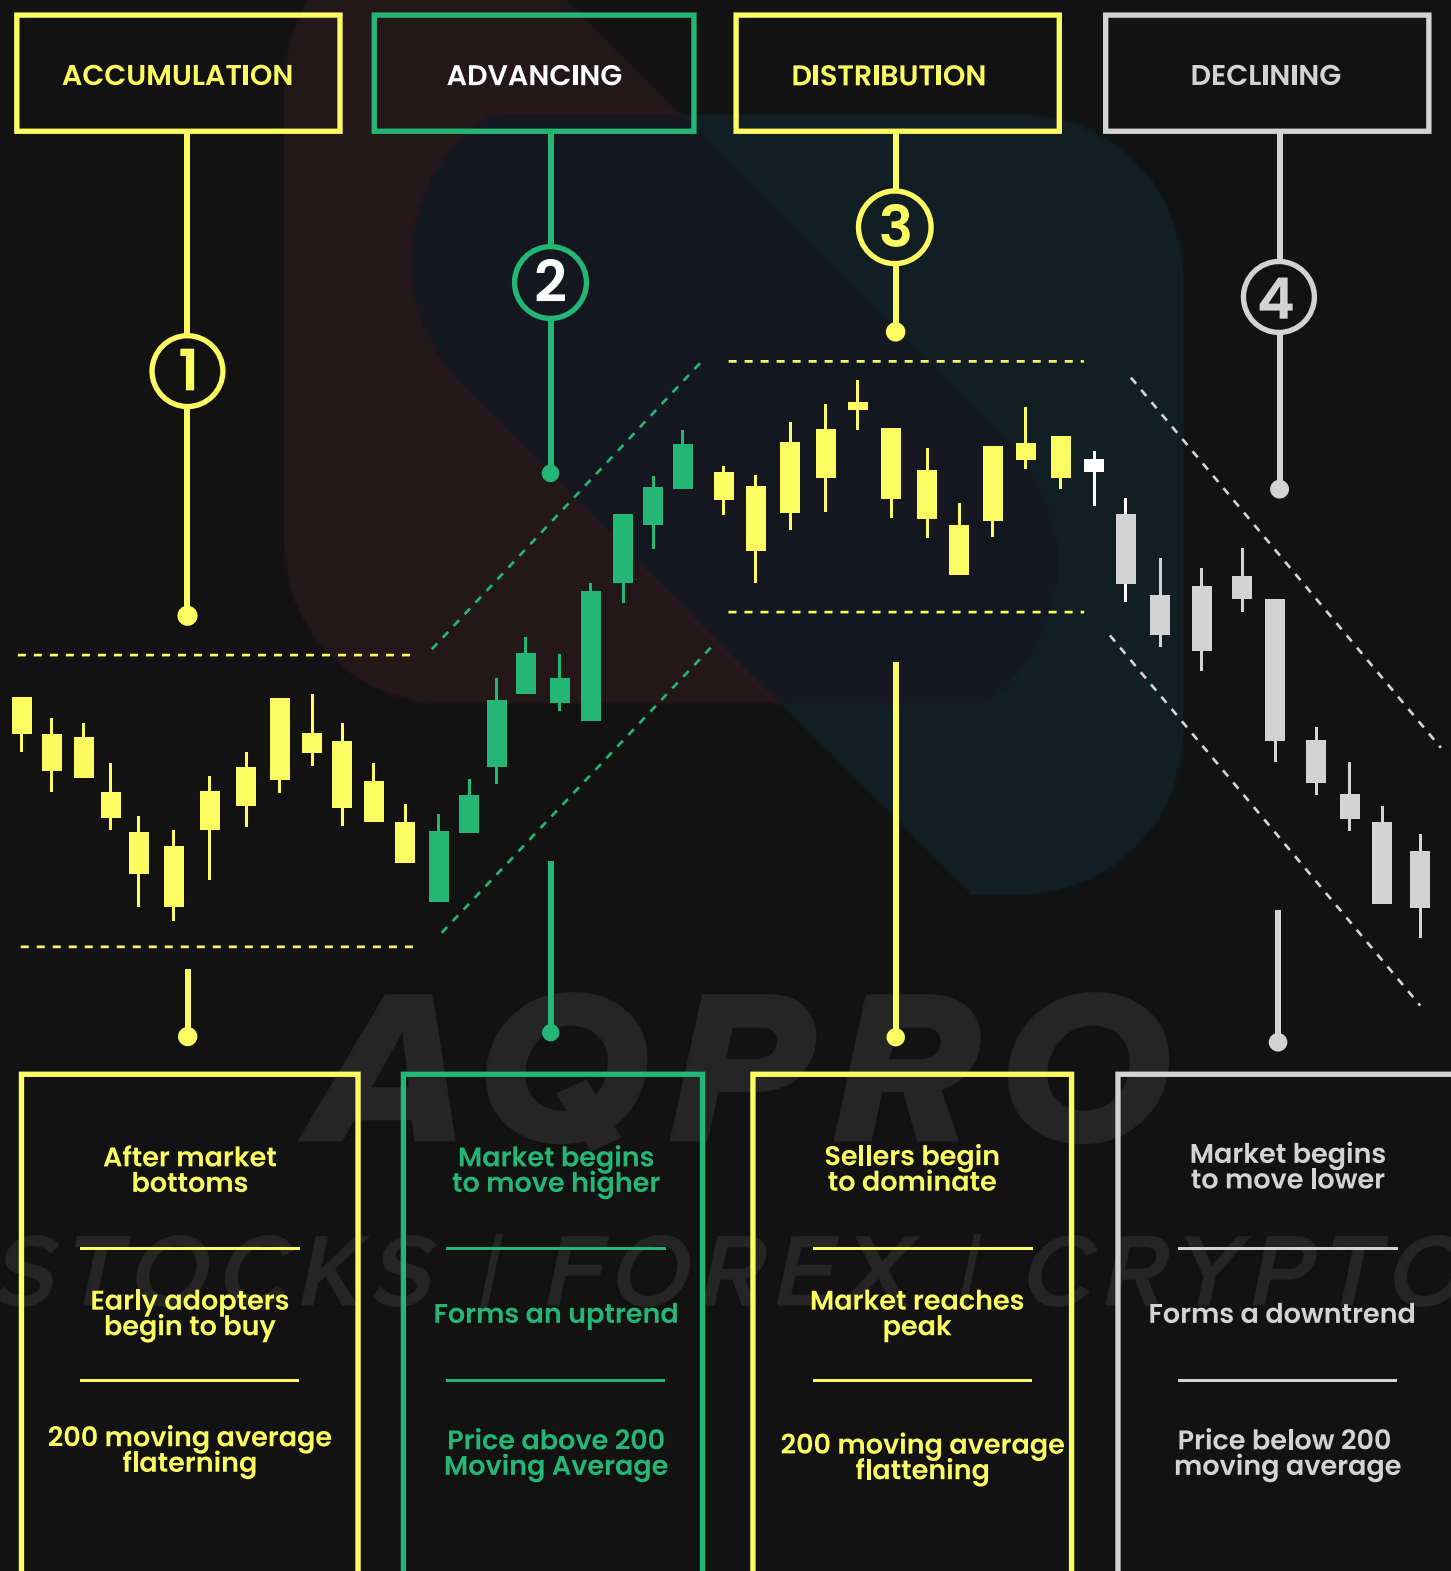 ACCUMULATION
ADVANCING
DISTRIBUTION
DECLINING
1
2
3
4
After market
bottoms
Early adopters
begin to buy
200 moving average
flaterning
Market begins
to move higher
Forms an uptrend
Price above 200
Moving Average
Sellers begin
to dominate
Market reaches
peak
200 moving average
flattening
Market begins
to move lower
Forms a downtrend
Price below 200
moving average
AQPRO
STOCKS | FOREX | CRYPTO